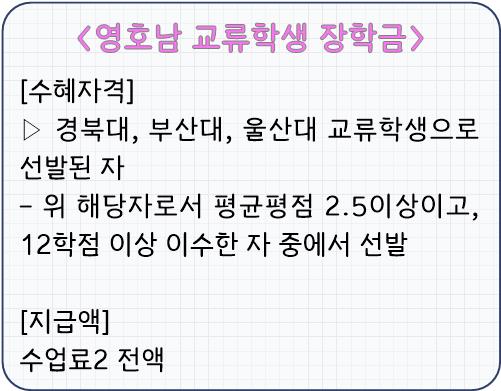 <영호남 교류학생 장학금>
[수혜자격]
▷ 경북대, 부산대, 울산대 교류학생으로
선발된 자
- 위 해당자로서 평균평점 2.5이상이고,
12학점 이상 이수한 자 중에서 선발
[지급액]
수업료2 전액